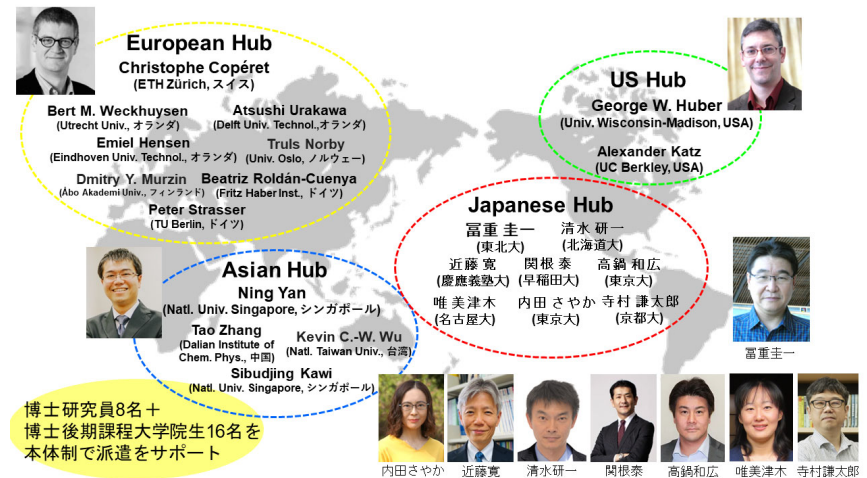 European Hub
Christophe Copéret
(ETH Zürich, スイス)
Bert M. Weckhuysen
(Utrecht Univ., オランダ)
Atsushi Urakawa
(Delft Univ. Technol.,オランダ)
Emiel Hensen
(Eindhoven Univ. Technol., オランダ)
Truls Norby
(Univ. Oslo, ノルウェー)
Dmitry Y. Murzin
(Åbo Akademi Univ., フィンランド)
Beatriz Roldán-Cuenya
(Fritz Haber Inst., ドイツ)
Peter Strasser
(TU Berlin, ドイツ)
US Hub
George W. Huber
(Univ. Wisconsin-Madison, USA)
Alexander Katz
(UC Berkley, USA)
Japanese Hub
冨重 圭一
(東北大)
清水 研一
(北海道大)
近藤 寛
(慶應義塾大)
関根 泰
(早稲田大)
高鍋 和広
(東京大)
唯 美津木
(名古屋大)
内田 さやか
(東京大)
寺村 謙太郎
(京都大)
Asian Hub
Ning Yan
(Natl. Univ. Singapore, シンガポール)
Tao Zhang
(Dalian Institute of
Chem. Phys., 中国)
Kevin C.-W. Wu
(Natl. Taiwan Univ., 台湾)
Sibudjing Kawi
(Natl. Univ. Singapore, シンガポール)
博士研究員8名＋
博士後期課程大学院生16名を
本体制で派遣をサポート
冨重圭一
内田さやか
近藤寛
清水研一
関根泰
高鍋和広
唯美津木
寺村謙太郎